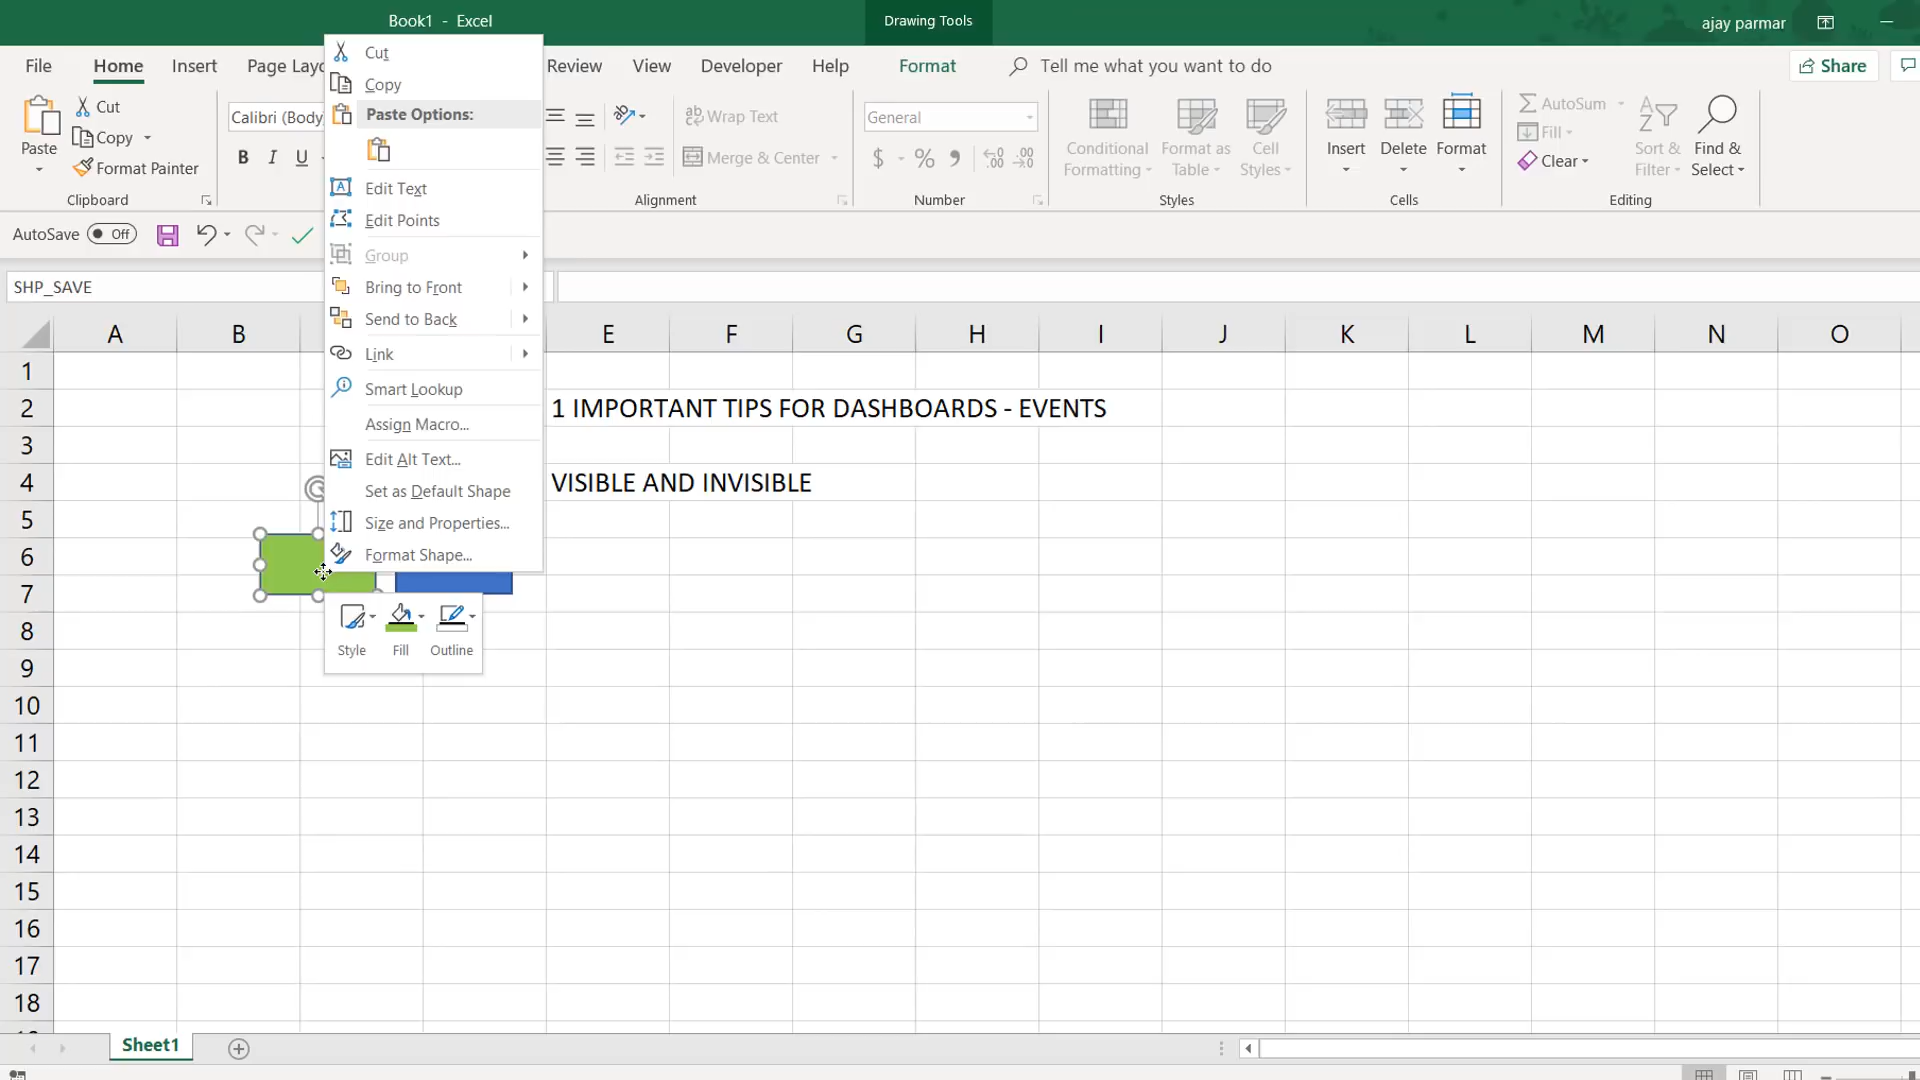 Book1 - Excel
Drawing Tools
ajay parmar
File Home Insert Page Layo Review View Developer Help Format Tell me what you want to do Share
Cut
Copy
Paste Options:
Edit Text
Edit Points
Group
Bring to Front
Send to Back
Link
Smart Lookup
Assign Macro...
Edit Alt Text...
Set as Default Shape
Size and Properties...
Format Shape...
Style Fill Outline
Paste
Cut
Copy
Format Painter
Clipboard
Calibri (Body
B I U
ab Wrap Text
Merge & Center
Alignment
General
$ % ,
Number
Conditional Formatting
Format as Table
Cell Styles
Styles
Insert Delete Format
Cells
AutoSum
Fill
Clear
Sort & Filter
Find & Select
Editing
AutoSave Off
SHP_SAVE
A B E F G H I J K L M N O
1
2 1 IMPORTANT TIPS FOR DASHBOARDS - EVENTS
3
4 VISIBLE AND INVISIBLE
5
6
7
8
9
10
11
12
13
14
15
16
17
18
Sheet1